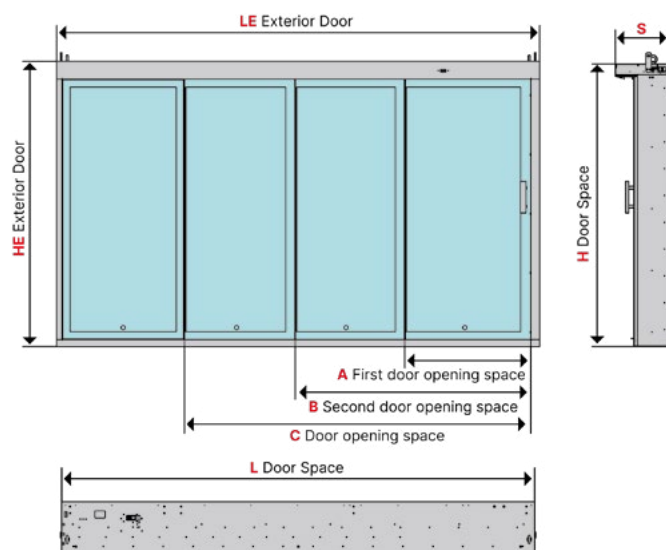 LE Exterior Door
S
HE Exterior Door
H Door Space
A First door opening space
B Second door opening space
C Door opening space
L Door Space